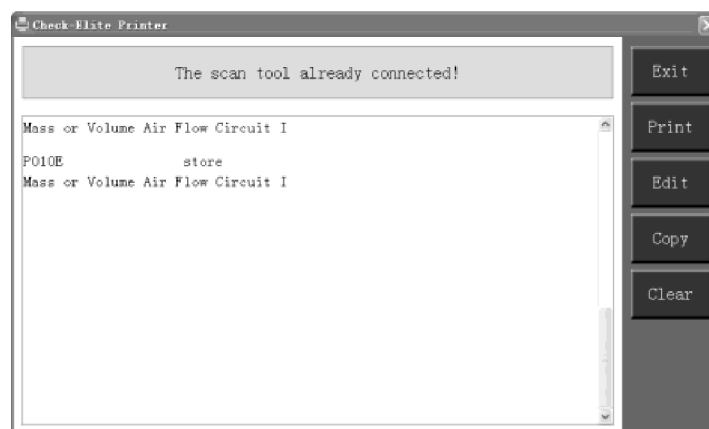 Check-Elite Printer
The scan tool already connected!
Mass or Volume Air Flow Circuit I
P010E store
Mass or Volume Air Flow Circuit I
Exit
Print
Edit
Copy
Clear